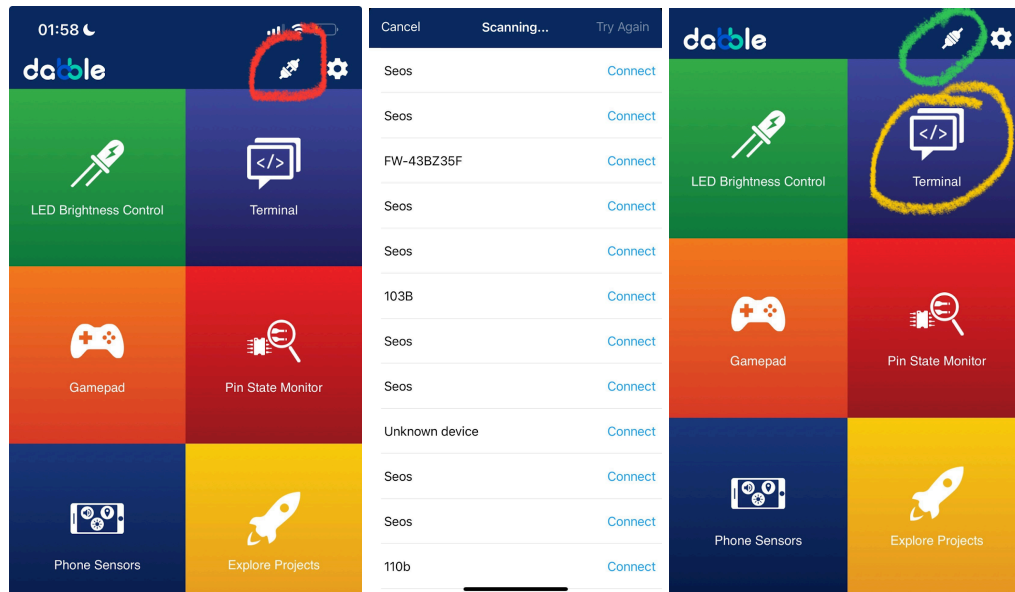 01:58
dabble
LED Brightness Control
</>
Terminal
Gamepad
Pin State Monitor
Phone Sensors
Explore Projects
Cancel Scanning... Try Again
Seos Connect
Seos Connect
FW-43BZ35F Connect
Seos Connect
Seos Connect
103B Connect
Seos Connect
Seos Connect
Unknown device Connect
Seos Connect
Seos Connect
110b Connect
dabble
LED Brightness Control
</>
Terminal
Gamepad
Pin State Monitor
Phone Sensors
Explore Projects